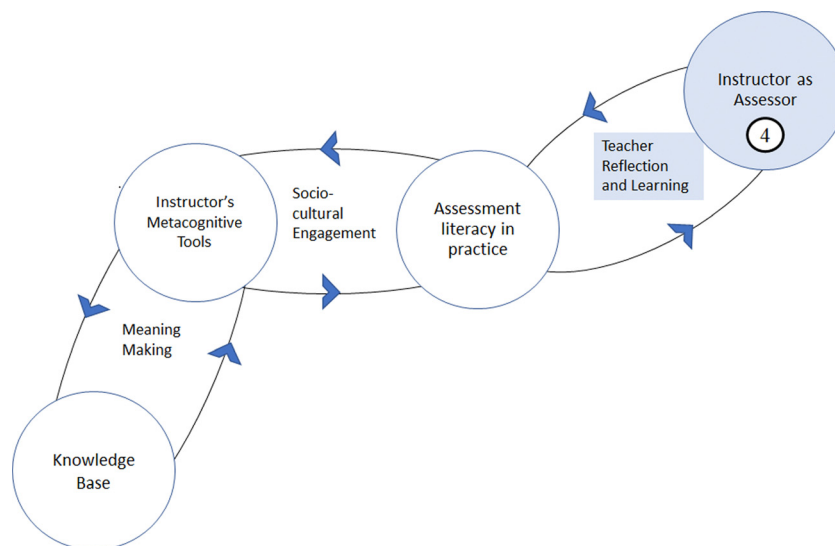 Instructor as
Assessor
4
Teacher
Reflection
and Learning
Instructor's
Metacognitive
Tools
Socio-
cultural
Engagement
Assessment
literacy in
practice
Meaning
Making
Knowledge
Base